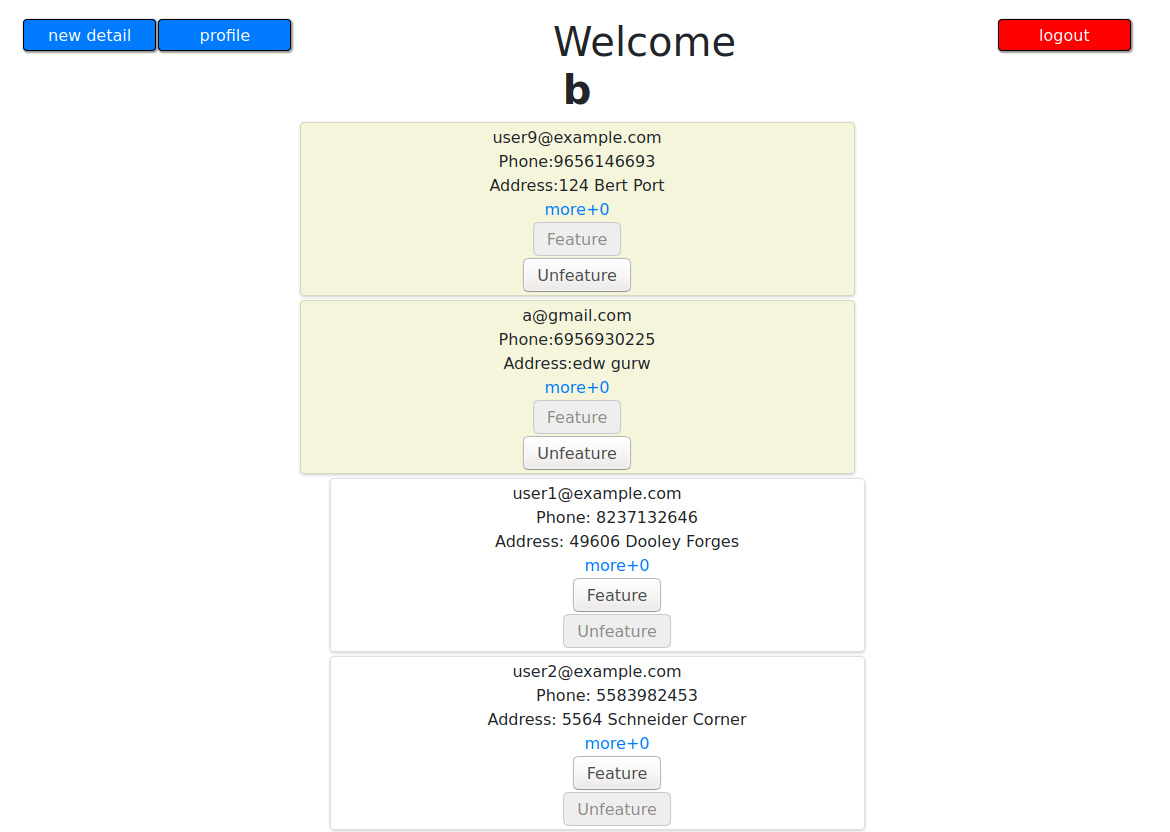 new detail profile Welcome logout
b
user9@example.com
Phone:9656146693
Address:124 Bert Port
more+0
Feature
Unfeature
a@gmail.com
Phone:6956930225
Address:edw gurw
more+0
Feature
Unfeature
user1@example.com
Phone: 8237132646
Address: 49606 Dooley Forges
more+0
Feature
Unfeature
user2@example.com
Phone: 5583982453
Address: 5564 Schneider Corner
more+0
Feature
Unfeature